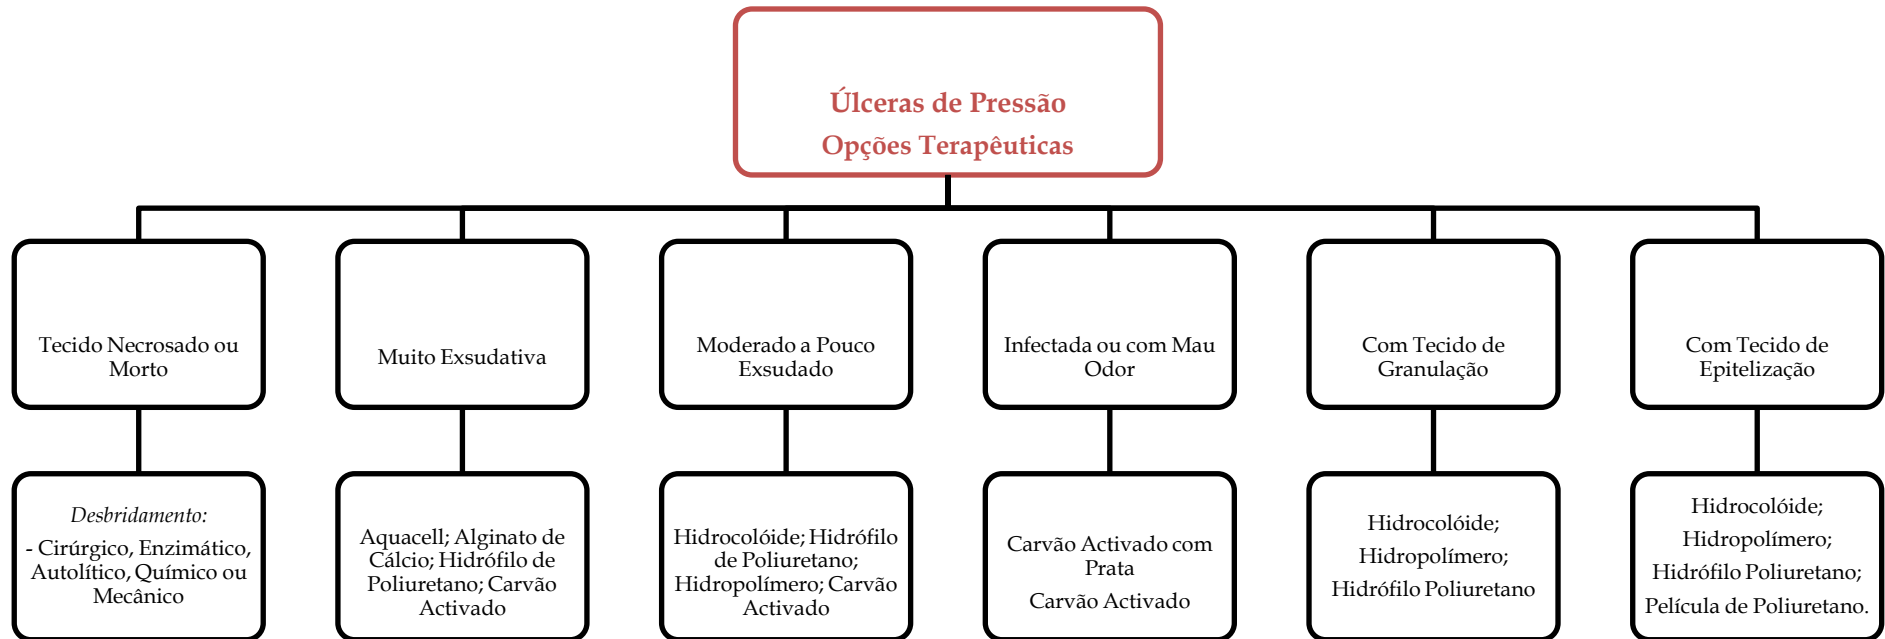 Úlceras de Pressão
Opções Terapêuticas
Tecido Necrosado ou
Morto
Muito Exsudativa
Moderado a Pouco
Exsudado
Infectada ou com Mau
Odor
Com Tecido de
Granulação
Com Tecido de
Epitelização
Desbridamento:
- Cirúrgico, Enzimático,
Autolítico, Químico ou
Mecânico
Aquacell; Alginato de
Cálcio; Hidrófilo de
Poliuretano; Carvão
Activado
Hidrocolóide; Hidrófilo
de Poliuretano;
Hidropolímero; Carvão
Activado
Carvão Activado com
Prata
Carvão Activado
Hidrocolóide;
Hidropolímero;
Hidrófilo Poliuretano
Hidrocolóide;
Hidropolímero;
Hidrófilo Poliuretano;
Película de Poliuretano.